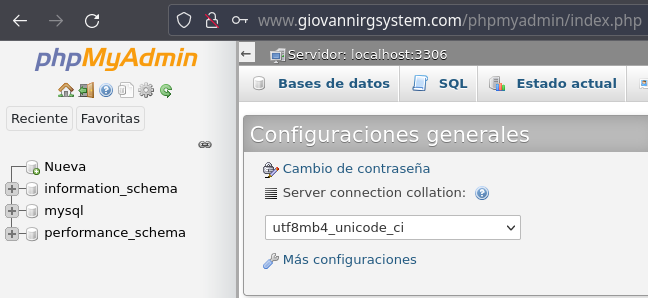 www.giovannirgsystem.com/phpmyadmin/index.php
phpMyAdmin
Reciente Favoritas
Nueva
information_schema
mysql
performance_schema
Servidor: localhost:3306
Bases de datos SQL Estado actual
Configuraciones generales
Cambio de contraseña
Server connection collation:
utf8mb4_unicode_ci
Más configuraciones